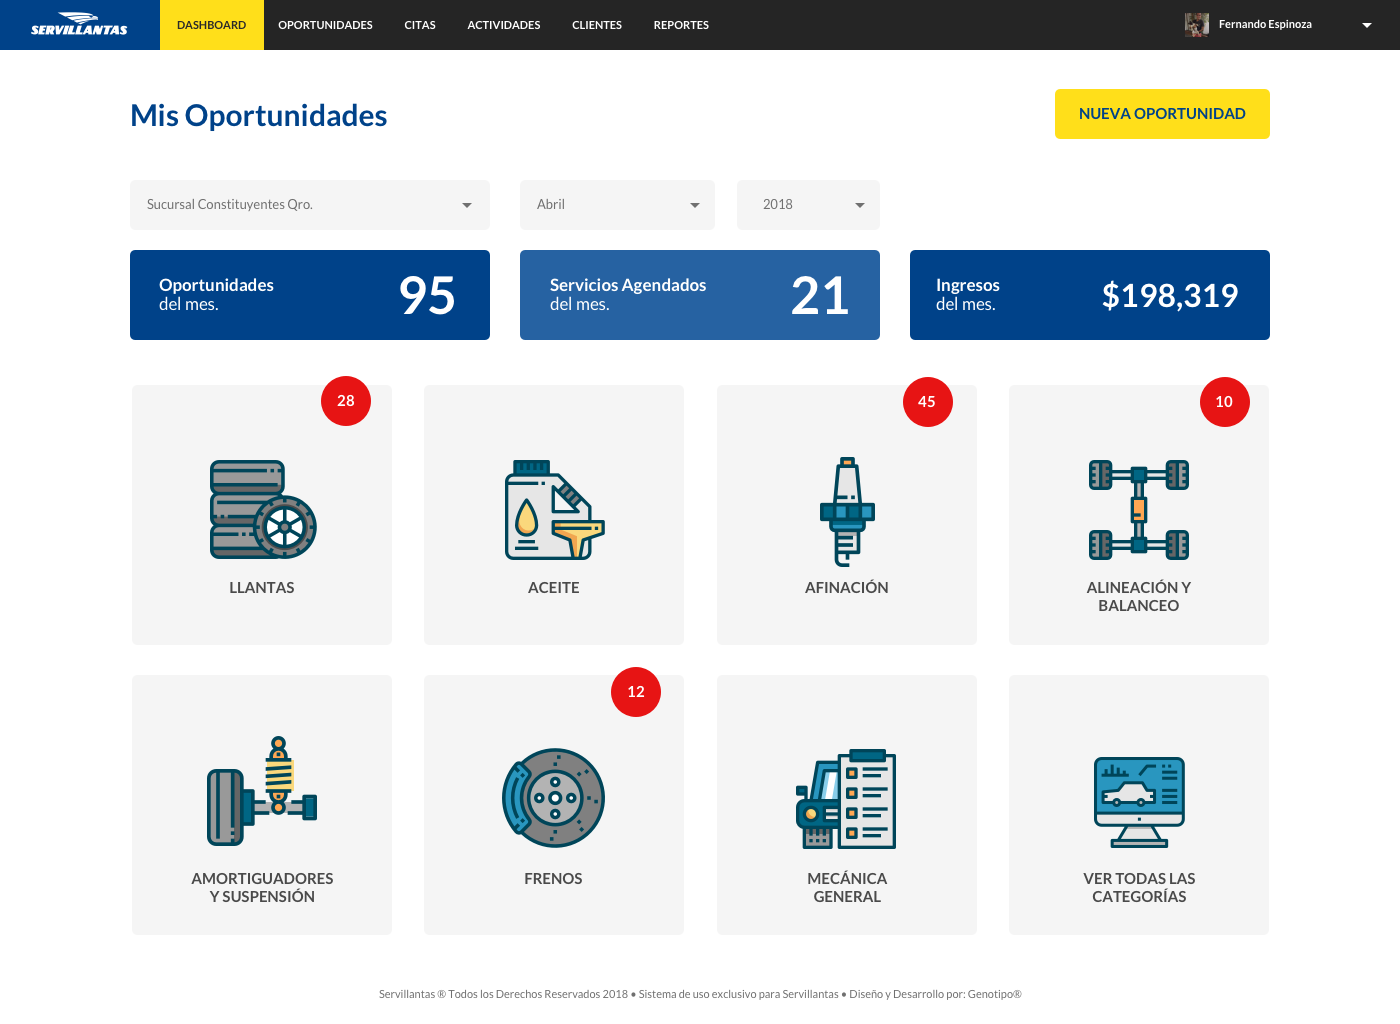 SERVILLANTAS
DASHBOARD
OPORTUNIDADES
CITAS
ACTIVIDADES
CLIENTES
REPORTES
Fernando Espinoza
Mis Oportunidades
NUEVA OPORTUNIDAD
Sucursal Constituyentes Qro.
Abril
2018
Oportunidades
del mes.
95
Servicios Agendados
del mes.
21
Ingresos
del mes.
$198,319
28
LLANTAS
ACEITE
45
AFINACIÓN
10
ALINEACIÓN Y
BALANCEO
AMORTIGUADORES
Y SUSPENSIÓN
12
FRENOS
MECÁNICA
GENERAL
VER TODAS LAS
CATEGORÍAS
Servillantas ® Todos los Derechos Reservados 2018 • Sistema de uso exclusivo para Servillantas • Diseño y Desarrollo por: Genotipo®